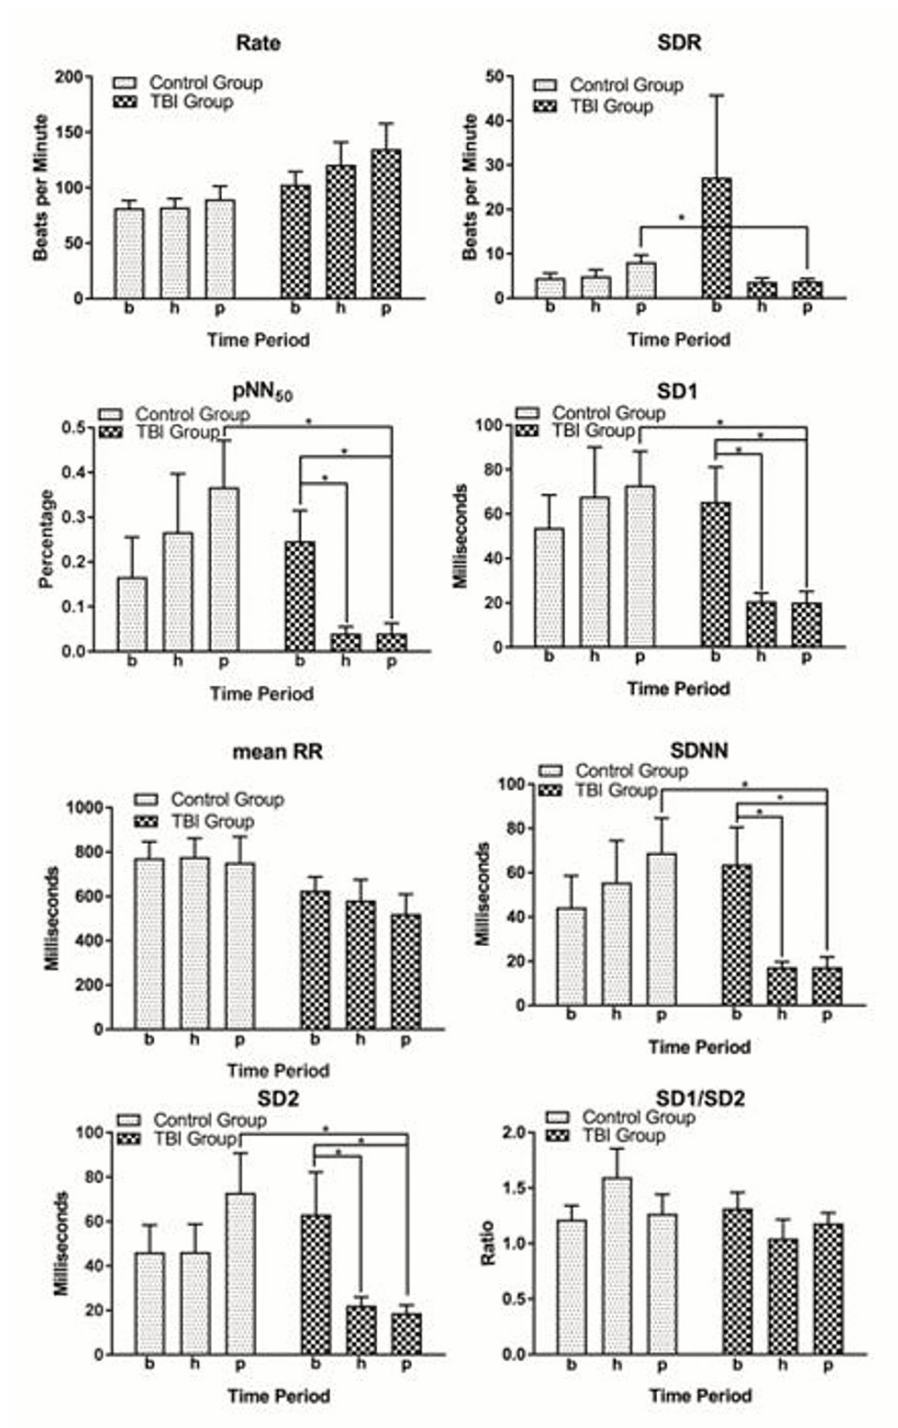 Rate
200
150
100
50
0
Beats per Minute
Control Group
TBI Group
b h p b h p
Time Period
SDR
50
40
30
20
10
0
Beats per Minute
Control Group
TBI Group
*
b h p b h p
Time Period
pNN50
0.5
0.4
0.3
0.2
0.1
0.0
Percentage
Control Group
TBI Group
*
*
*
b h p b h p
Time Period
SD1
100
80
60
40
20
0
Milliseconds
Control Group
TBI Group
*
*
*
b h p b h p
Time Period
mean RR
1000
800
600
400
200
0
Milliseconds
Control Group
TBI Group
b h p b h p
Time Period
SDNN
100
80
60
40
20
0
Milliseconds
Control Group
TBI Group
*
*
*
b h p b h p
Time Period
SD2
100
80
60
40
20
0
Milliseconds
Control Group
TBI Group
*
*
*
b h p b h p
Time Period
SD1/SD2
2.0
1.5
1.0
0.5
0.0
Ratio
Control Group
TBI Group
b h p b h p
Time Period